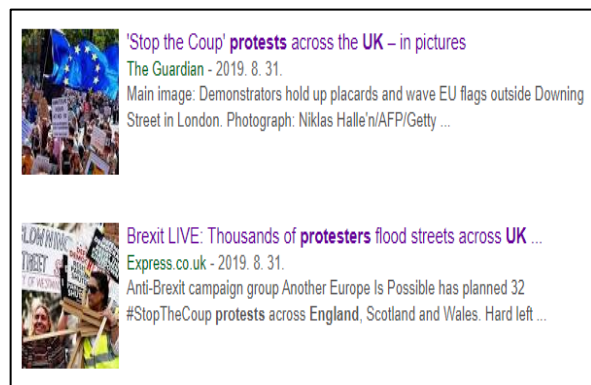 'Stop the Coup' protests across the UK – in pictures
The Guardian - 2019. 8. 31.
Main image: Demonstrators hold up placards and wave EU flags outside Downing
Street in London. Photograph: Niklas Halle'n/AFP/Getty ...
Brexit LIVE: Thousands of protesters flood streets across UK ...
Express.co.uk - 2019. 8. 31.
Anti-Brexit campaign group Another Europe Is Possible has planned 32
#StopTheCoup protests across England, Scotland and Wales. Hard left ...